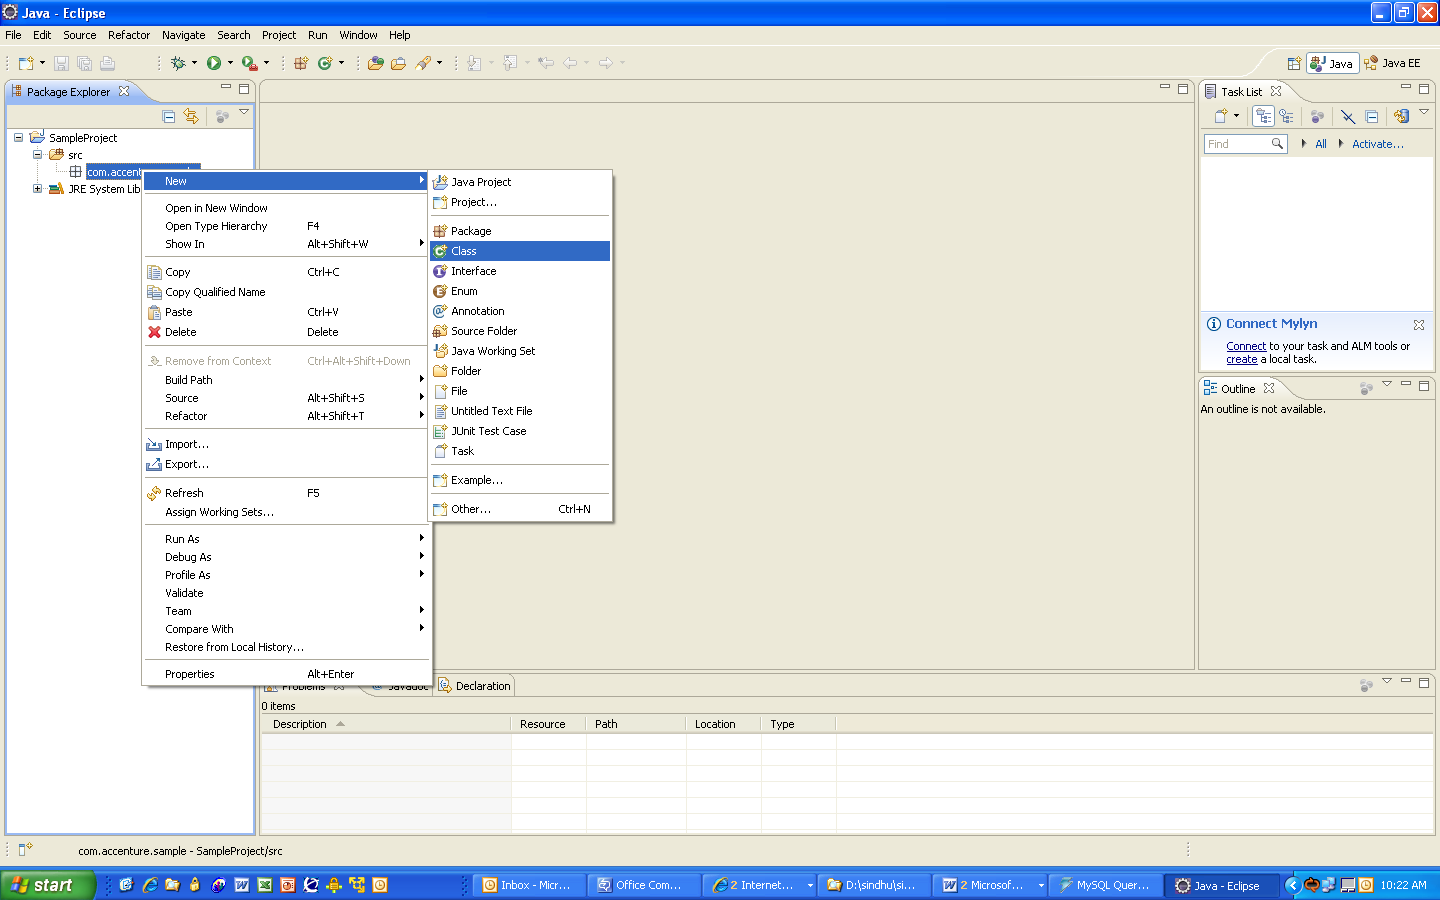 Java - Eclipse
File Edit Source Refactor Navigate Search Project Run Window Help
Java Java EE
Package Explorer
SampleProject
src
com.accent
JRE System Lib
New
Open in New Window
Open Type Hierarchy F4
Show In Alt+Shift+W
Copy Ctrl+C
Copy Qualified Name
Paste Ctrl+V
Delete Delete
Remove from Context Ctrl+Alt+Shift+Down
Build Path
Source Alt+Shift+S
Refactor Alt+Shift+T
Import...
Export...
Refresh F5
Assign Working Sets...
Run As
Debug As
Profile As
Validate
Team
Compare With
Restore from Local History...
Properties Alt+Enter
Java Project
Project...
Package
Class
Interface
Enum
Annotation
Source Folder
Java Working Set
Folder
File
Untitled Text File
JUnit Test Case
Task
Example...
Other... Ctrl+N
Task List
Find All Activate...
Connect Mylyn
Connect to your task and ALM tools or
create a local task.
Outline
An outline is not available.
Problems Javadoc Declaration
0 items
Description Resource Path Location Type
com.accenture.sample - SampleProject/src
start Inbox - Micr... Office Com... 2 Internet... D:\sindhu\si... 2 Microsof... MySQL Quer... Java - Eclipse 10:22 AM